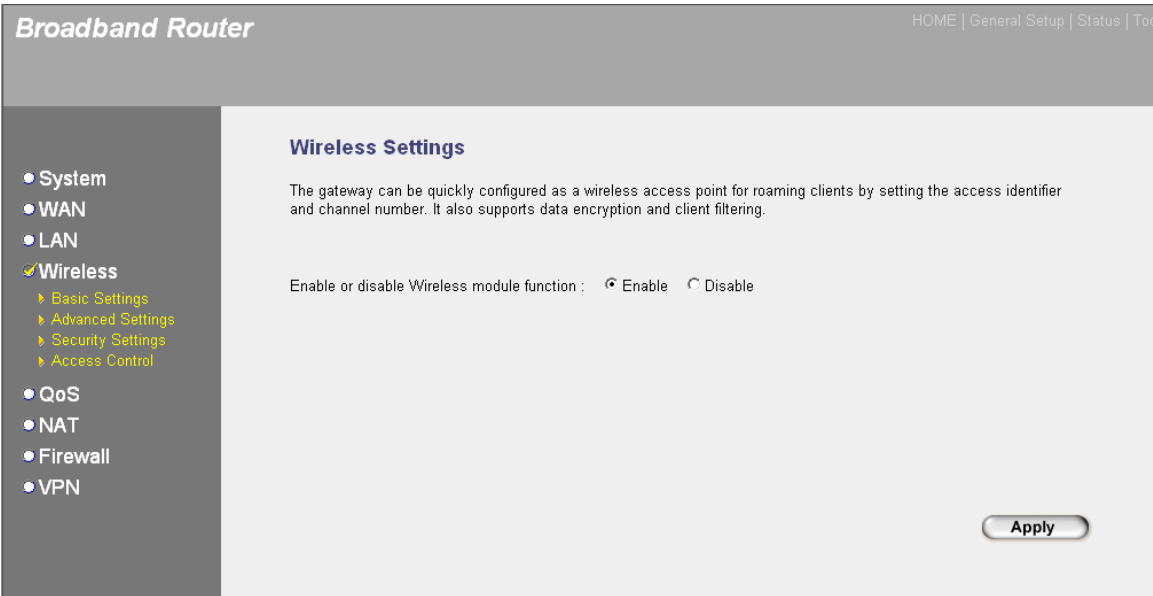 Broadband Router
HOME | General Setup | Status |
Wireless Settings
The gateway can be quickly configured as a wireless access point for roaming clients by setting the access identifier
and channel number. It also supports data encryption and client filtering.
Enable or disable Wireless module function : Enable Disable
Apply
System
WAN
LAN
Wireless
Basic Settings
Advanced Settings
Security Settings
Access Control
QoS
NAT
Firewall
VPN